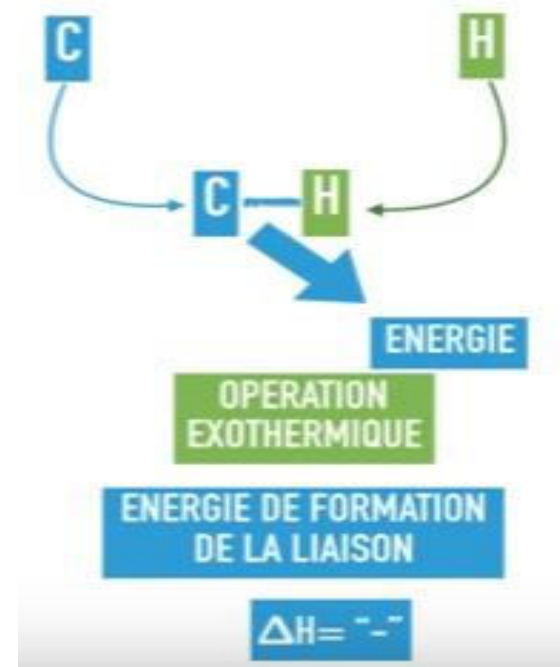 C H
C H
ENERGIE
OPERATION
EXOTHERMIQUE
ENERGIE DE FORMATION
DE LA LIAISON
ΔH= "-"